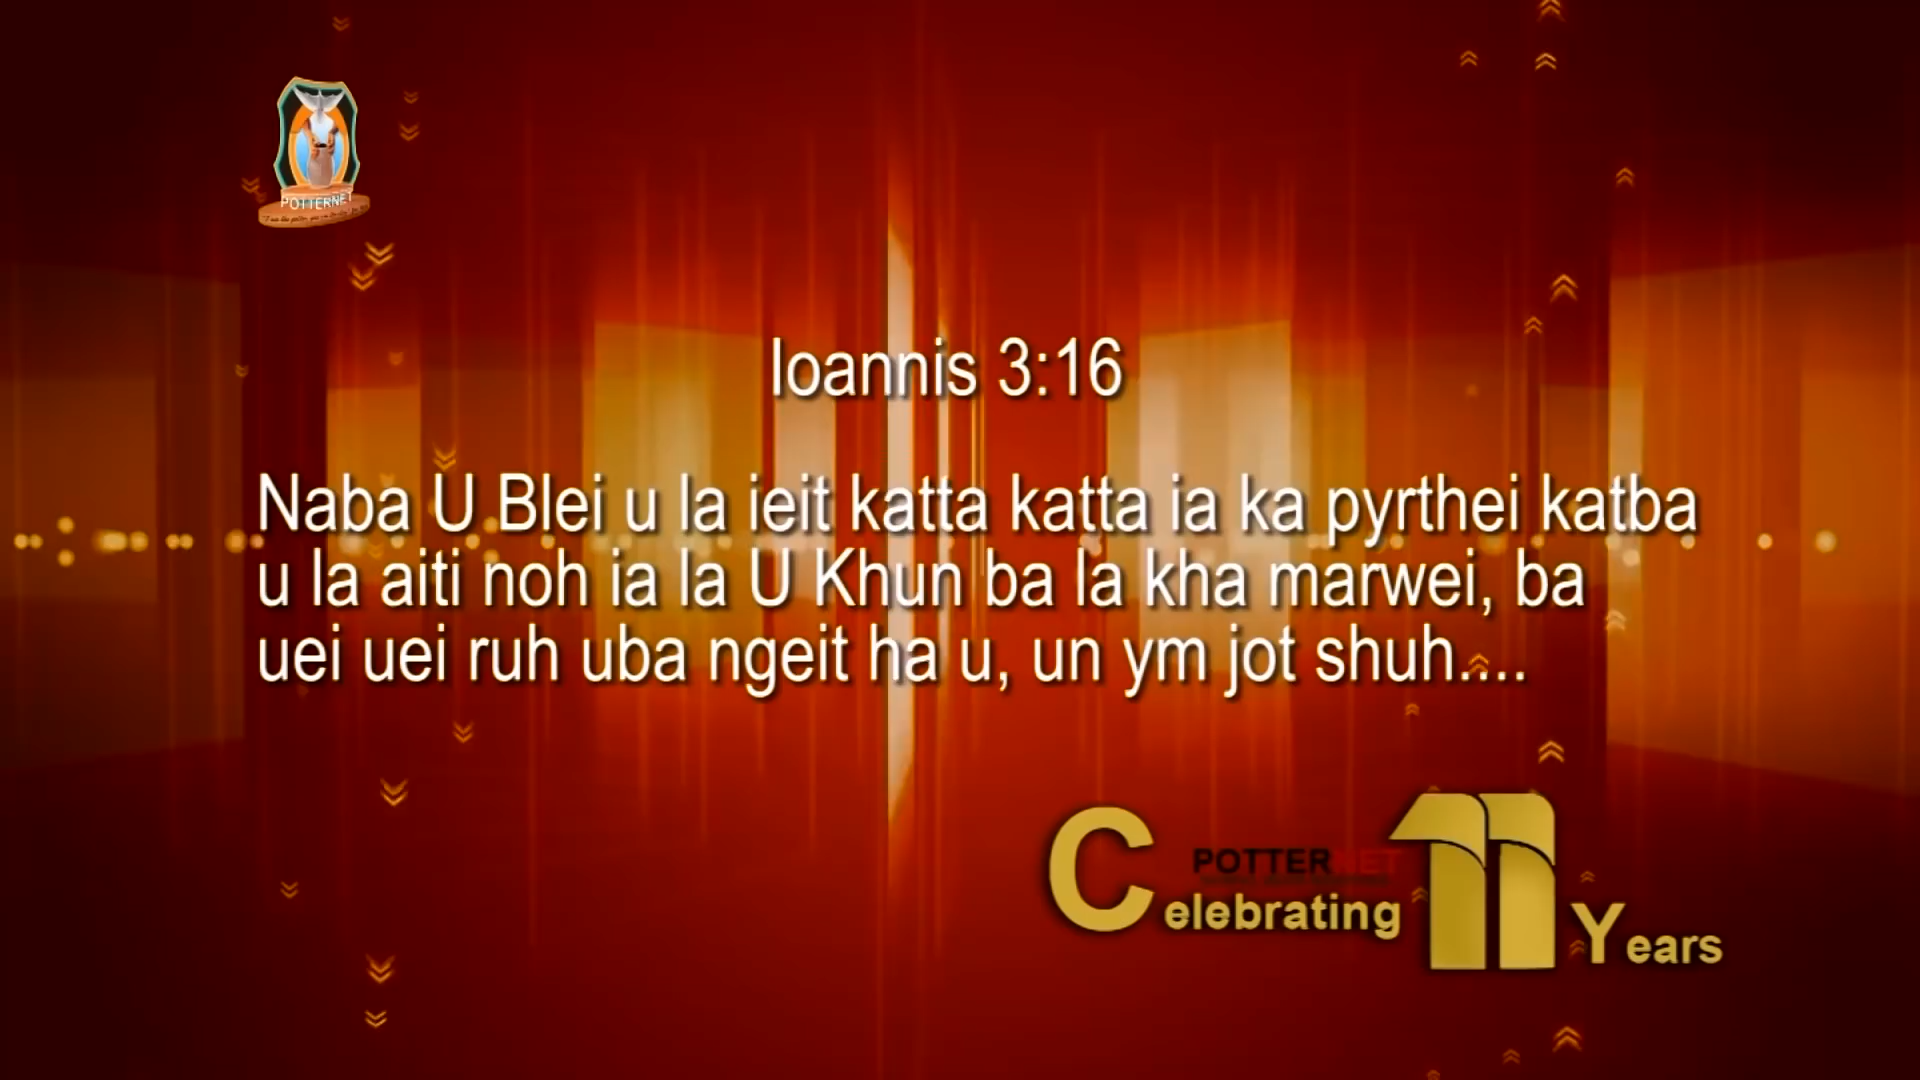 POTTERNET
Ioannis 3:16
Naba U Blei u la ieit katta katta ia ka pyrthei katba
u la aiti noh ia la U Khun ba la kha marwei, ba
uei uei ruh uba ngeit ha u, un ym jot shuh....
POTTERNET
Celebrating 11 Years